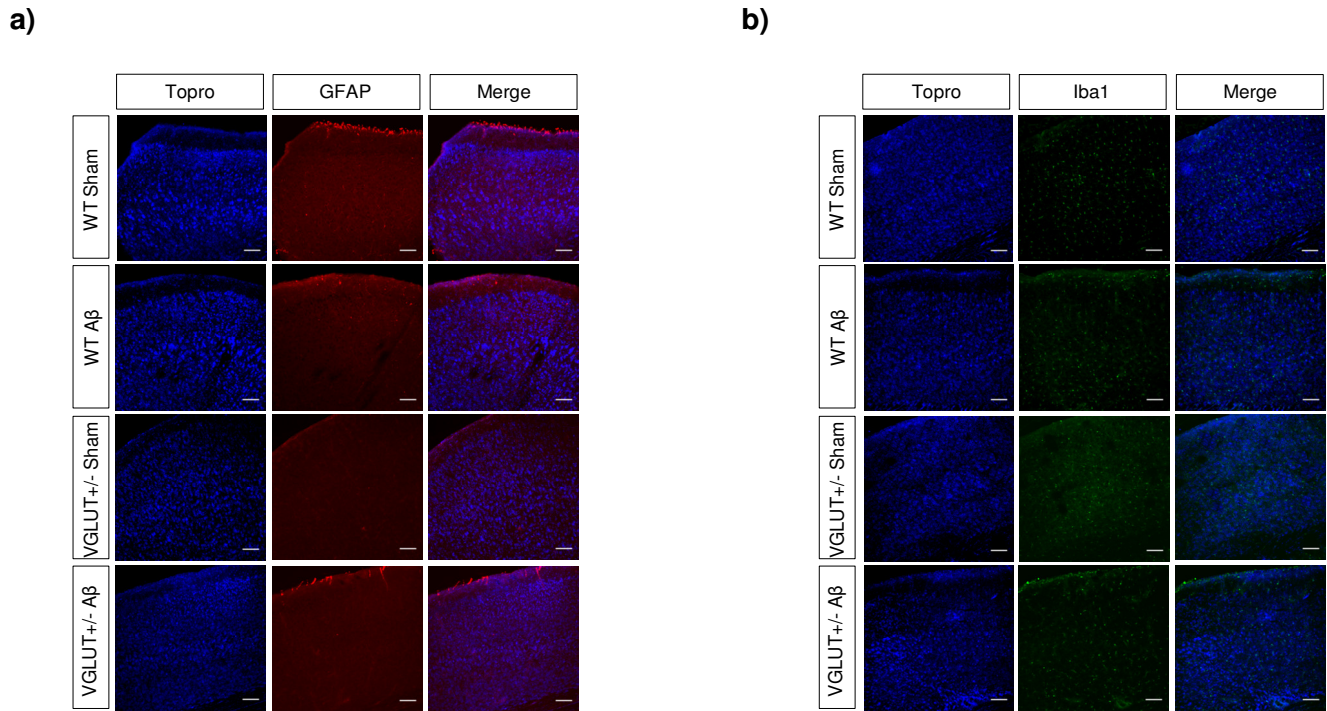 a)
Topro
GFAP
Merge
WT Sham
WT Aβ
VGLUT+/- Sham
VGLUT+/- Aβ
b)
Topro
Iba1
Merge
WT Sham
WT Aβ
VGLUT+/- Sham
VGLUT+/- Aβ